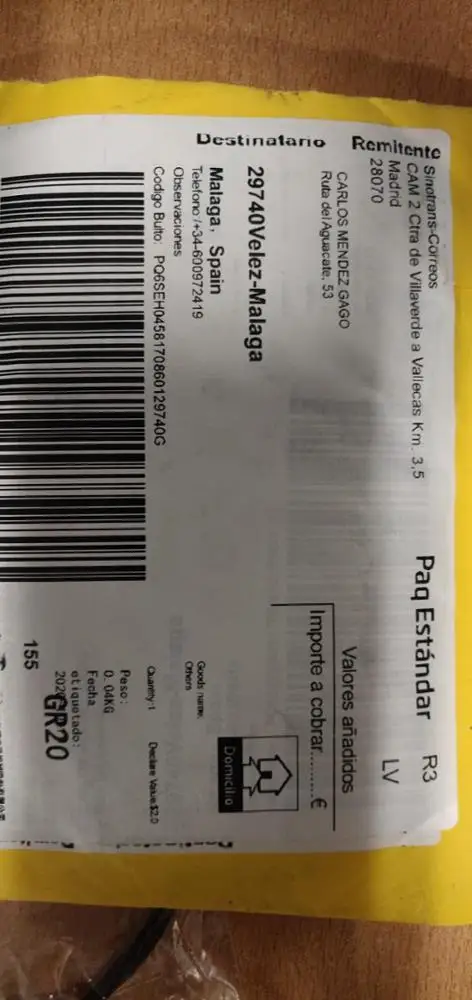 Remitente
Sinotrans-Correos
CAM 2 Ctra de Villaverde a Vallecas Km. 3,5
Madrid
28070
Paq Estándar
R3
LV
Destinatario
CARLOS MENDEZ GAGO
Ruta del Aguacate, 53
29740Velez-Malaga
Malaga, Spain
Telefono /+34-600972419
Observaciones
Codigo Bulto: PQ6SEH0458170860129740G
Valores añadidos
Importe a cobrar..........€
Domicilio
Goods name:
Others
Quantity:1
Declare Value:$2.0
Peso:
0.04KG
Fecha
etiquetado:
GR20
155